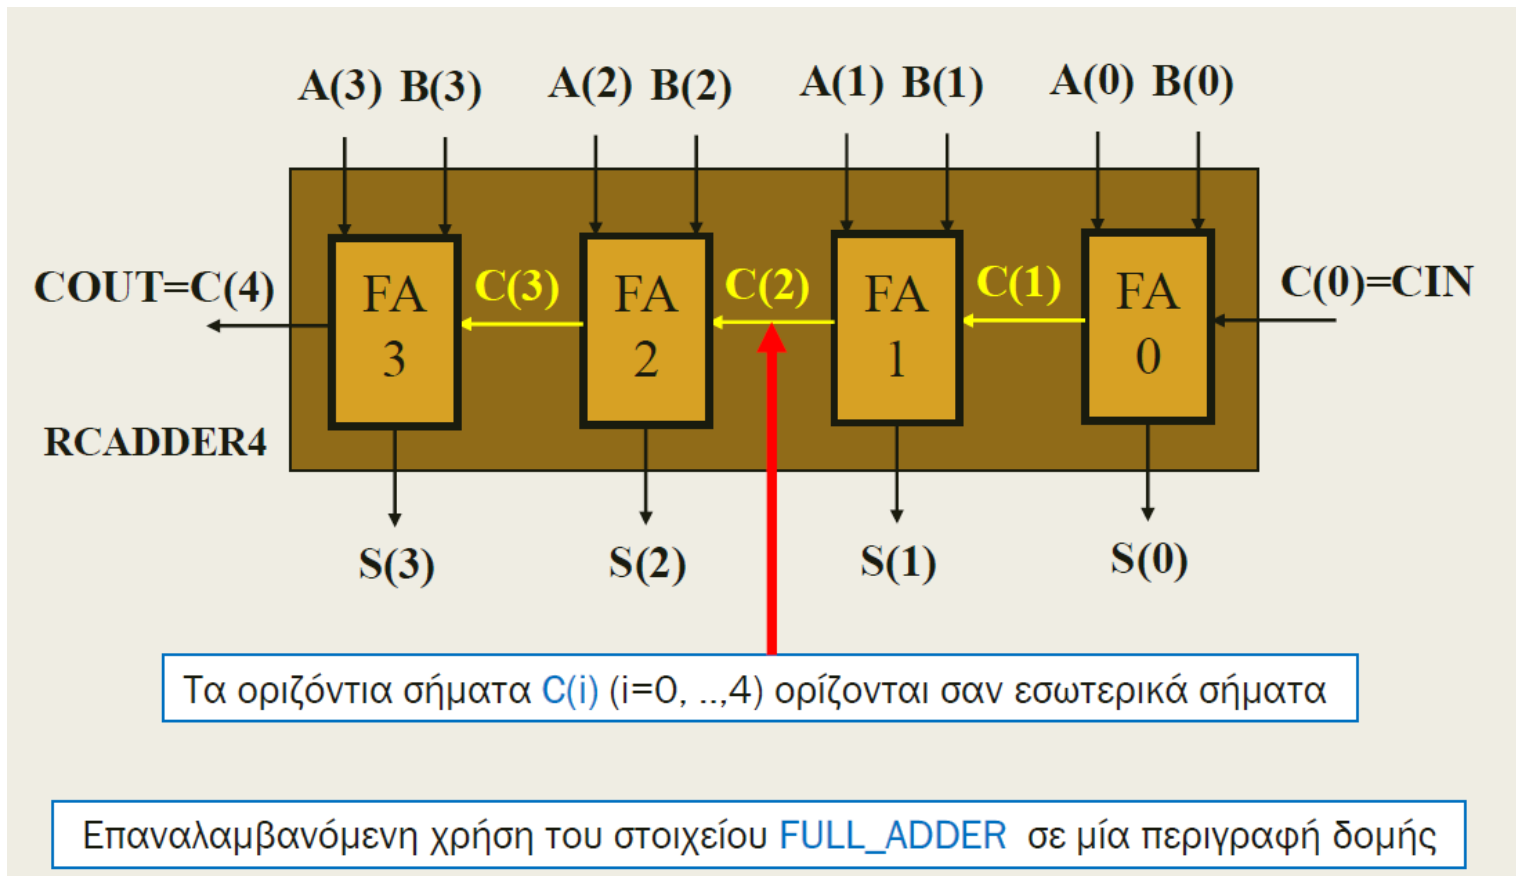 A(3) B(3) A(2) B(2) A(1) B(1) A(0) B(0)
COUT=C(4) FA 3 C(3) FA 2 C(2) FA 1 C(1) FA 0 C(0)=CIN
RCADDER4
S(3) S(2) S(1) S(0)
Τα οριζόντια σήματα C(i) (i=0, ..,4) ορίζονται σαν εσωτερικά σήματα
Επαναλαμβανόμενη χρήση του στοιχείου FULL_ADDER σε μία περιγραφή δομής